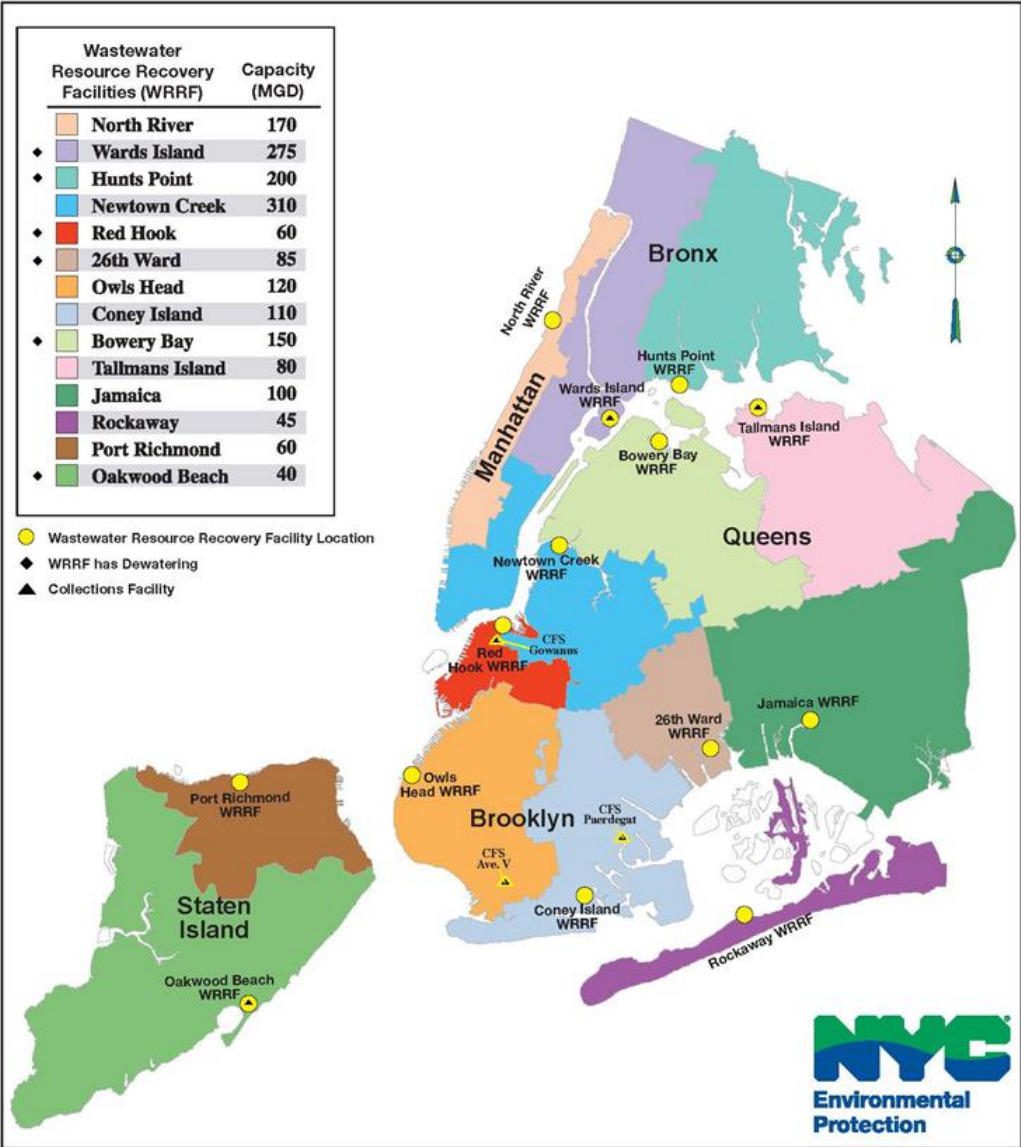 Wastewater
Resource Recovery
Facilities (WRRF)
Capacity
(MGD)
North River 170
◆ Wards Island 275
◆ Hunts Point 200
Newtown Creek 310
◆ Red Hook 60
◆ 26th Ward 85
Owls Head 120
Coney Island 110
◆ Bowery Bay 150
Tallmans Island 80
Jamaica 100
Rockaway 45
Port Richmond 60
◆ Oakwood Beach 40
Wastewater Resource Recovery Facility Location
◆ WRRF has Dewatering
▲ Collections Facility
Bronx
North River
WRRF
Hunts Point
WRRF
Wards Island
WRRF
Manhattan
Tallmans Island
WRRF
Bowery Bay
WRRF
Queens
Newtown Creek
WRRF
CFS
Gowanus
Red
Hook WRRF
Jamaica WRRF
26th Ward
WRRF
Owls
Head WRRF
Port Richmond
WRRF
Brooklyn
CFS
Paerdegat
CFS
Ave. V
Coney Island
WRRF
Staten
Island
Rockaway WRRF
Oakwood Beach
WRRF
NYC
Environmental
Protection